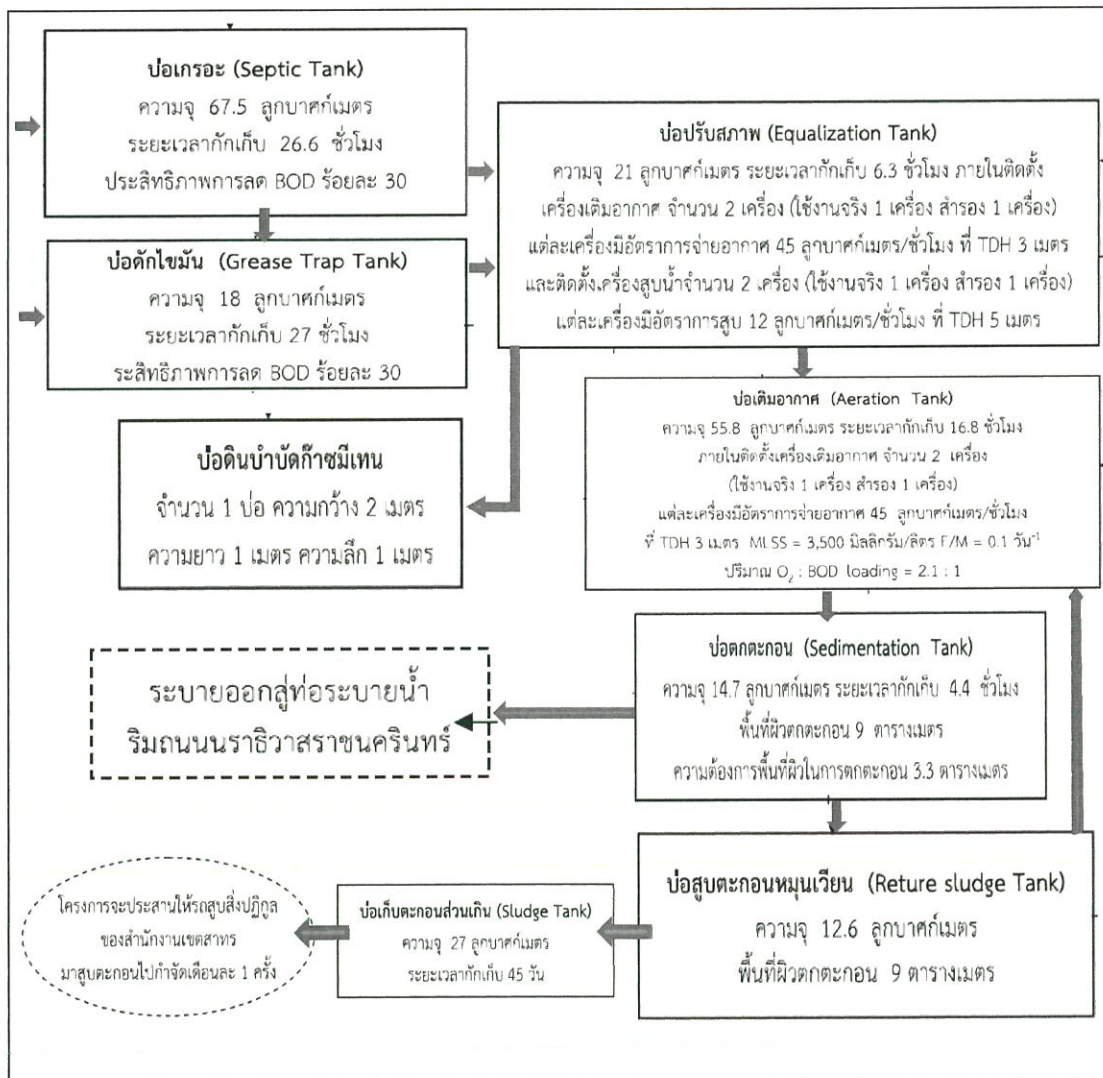 บ่อเกรอะ (Septic Tank)
ความจุ 67.5 ลูกบาศก์เมตร
ระยะเวลากักเก็บ 26.6 ชั่วโมง
ประสิทธิภาพการลด BOD ร้อยละ 30
บ่อดักไขมัน (Grease Trap Tank)
ความจุ 18 ลูกบาศก์เมตร
ระยะเวลากักเก็บ 27 ชั่วโมง
ระสิทธิภาพการลด BOD ร้อยละ 30
บ่อปรับสภาพ (Equalization Tank)
ความจุ 21 ลูกบาศก์เมตร ระยะเวลากักเก็บ 6.3 ชั่วโมง ภายในติดตั้ง
เครื่องเติมอากาศ จำนวน 2 เครื่อง (ใช้งานจริง 1 เครื่อง สำรอง 1 เครื่อง)
แต่ละเครื่องมีอัตราการจ่ายอากาศ 45 ลูกบาศก์เมตร/ชั่วโมง ที่ TDH 3 เมตร
และติดตั้งเครื่องสูบน้ำจำนวน 2 เครื่อง (ใช้งานจริง 1 เครื่อง สำรอง 1 เครื่อง)
แต่ละเครื่องมีอัตราการสูบ 12 ลูกบาศก์เมตร/ชั่วโมง ที่ TDH 5 เมตร
บ่อดินบำบัดก๊าซมีเทน
จำนวน 1 บ่อ ความกว้าง 2 เมตร
ความยาว 1 เมตร ความลึก 1 เมตร
บ่อเติมอากาศ (Aeration Tank)
ความจุ 55.8 ลูกบาศก์เมตร ระยะเวลากักเก็บ 16.8 ชั่วโมง
ภายในติดตั้งเครื่องเติมอากาศ จำนวน 2 เครื่อง
(ใช้งานจริง 1 เครื่อง สำรอง 1 เครื่อง)
แต่ละเครื่องมีอัตราการจ่ายอากาศ 45 ลูกบาศก์เมตร/ชั่วโมง
ที่ TDH 3 เมตร MLSS = 3,500 มิลลิกรัม/ลิตร F/M = 0.1 วัน⁻¹
ปริมาณ O₂ : BOD loading = 2.1 : 1
บ่อตกตะกอน (Sedimentation Tank)
ความจุ 14.7 ลูกบาศก์เมตร ระยะเวลากักเก็บ 4.4 ชั่วโมง
พื้นที่ผิวตกตะกอน 9 ตารางเมตร
ความต้องการพื้นที่ผิวในการตกตะกอน 3.3 ตารางเมตร
ระบายออกสู่ท่อระบายน้ำ
ริมถนนนราธิวาสราชนครินทร์
บ่อสูบตะกอนหมุนเวียน (Reture sludge Tank)
ความจุ 12.6 ลูกบาศก์เมตร
พื้นที่ผิวตกตะกอน 9 ตารางเมตร
บ่อเก็บตะกอนส่วนเกิน (Sludge Tank)
ความจุ 27 ลูกบาศก์เมตร
ระยะเวลากักเก็บ 45 วัน
โครงการจะประสานให้รถสูบสิ่งปฏิกูล
ของสำนักงานเขตสาทร
มาสูบตะกอนไปกำจัดเดือนละ 1 ครั้ง